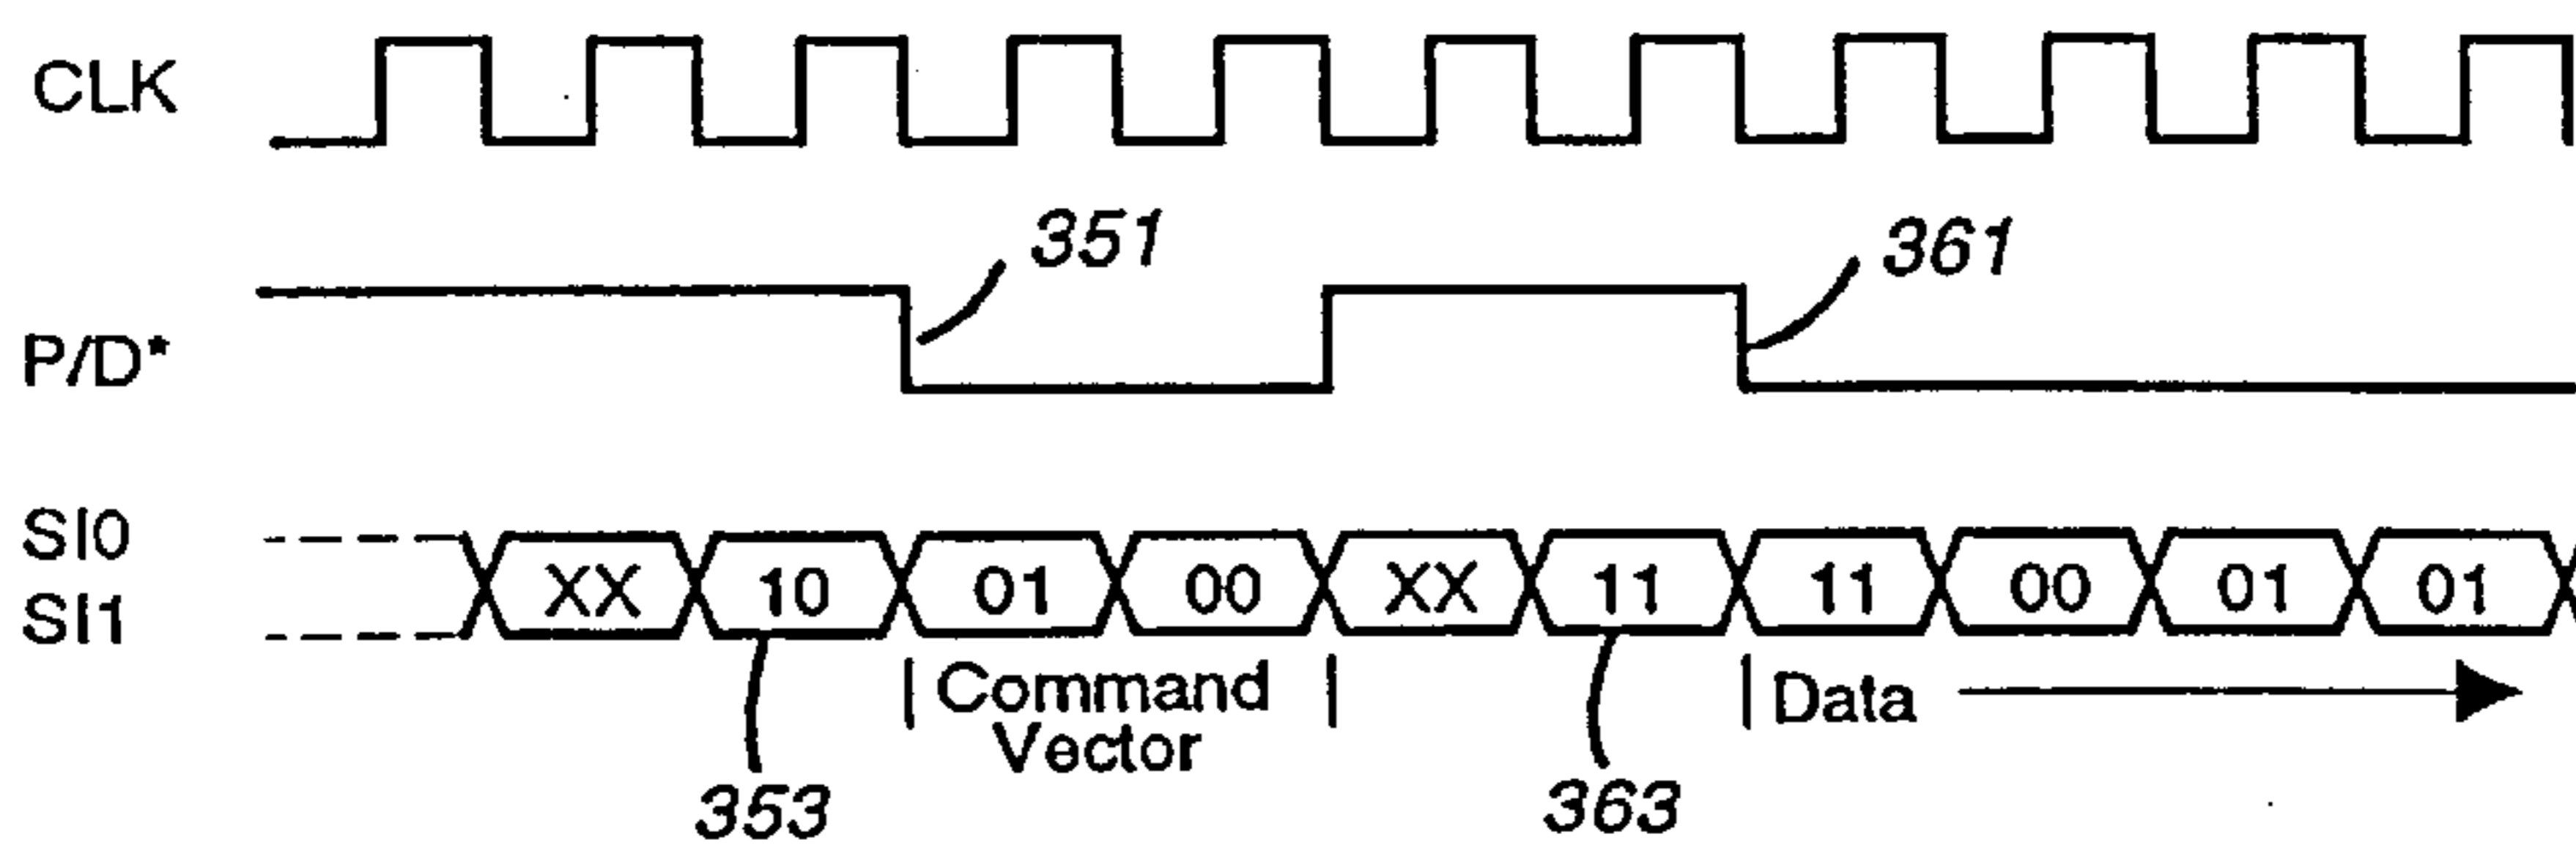 CLK
351
361
P/D*
SI0
SI1
XX 10 01 00 XX 11 11 00 01 01
Command
Vector
Data
353
363